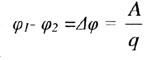 φ₁- φ₂ =Δφ = A/q